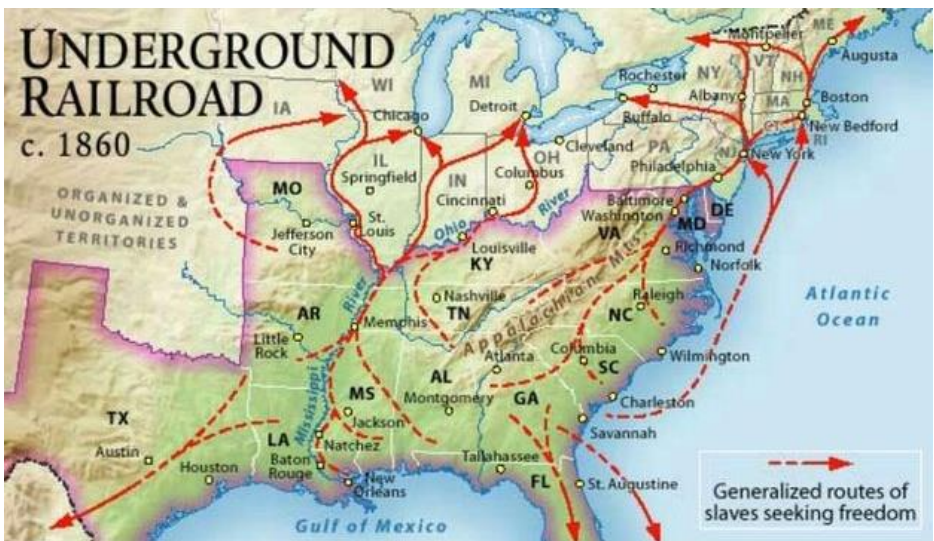 UNDERGROUND
RAILROAD
c. 1860
ME
Montpelier
Augusta
VT
NH
WI
MI
Rochester
NY
Albany
MA
Boston
IA
Chicago
Detroit
Buffalo
CT
New Bedford
RI
IL
Cleveland
PA
OH
NJ
New York
Springfield
IN
Columbus
Philadelphia
ORGANIZED &
UNORGANIZED
TERRITORIES
MO
Cincinnati
River
Baltimore
Washington
DE
MD
St.
Louis
Jefferson
City
Ohio
Louisville
VA
KY
Richmond
Norfolk
Nashville
Appalachian Mts
Raleigh
Atlantic
Ocean
AR
River
Memphis
TN
NC
Little
Rock
Atlanta
Columbia
Wilmington
SC
AL
MS
Montgomery
GA
Charleston
TX
Mississippi
Jackson
Savannah
LA
Natchez
Austin
Houston
Baton
Rouge
Tallahassee
New
Orleans
FL
St. Augustine
Gulf of Mexico
Generalized routes of
slaves seeking freedom